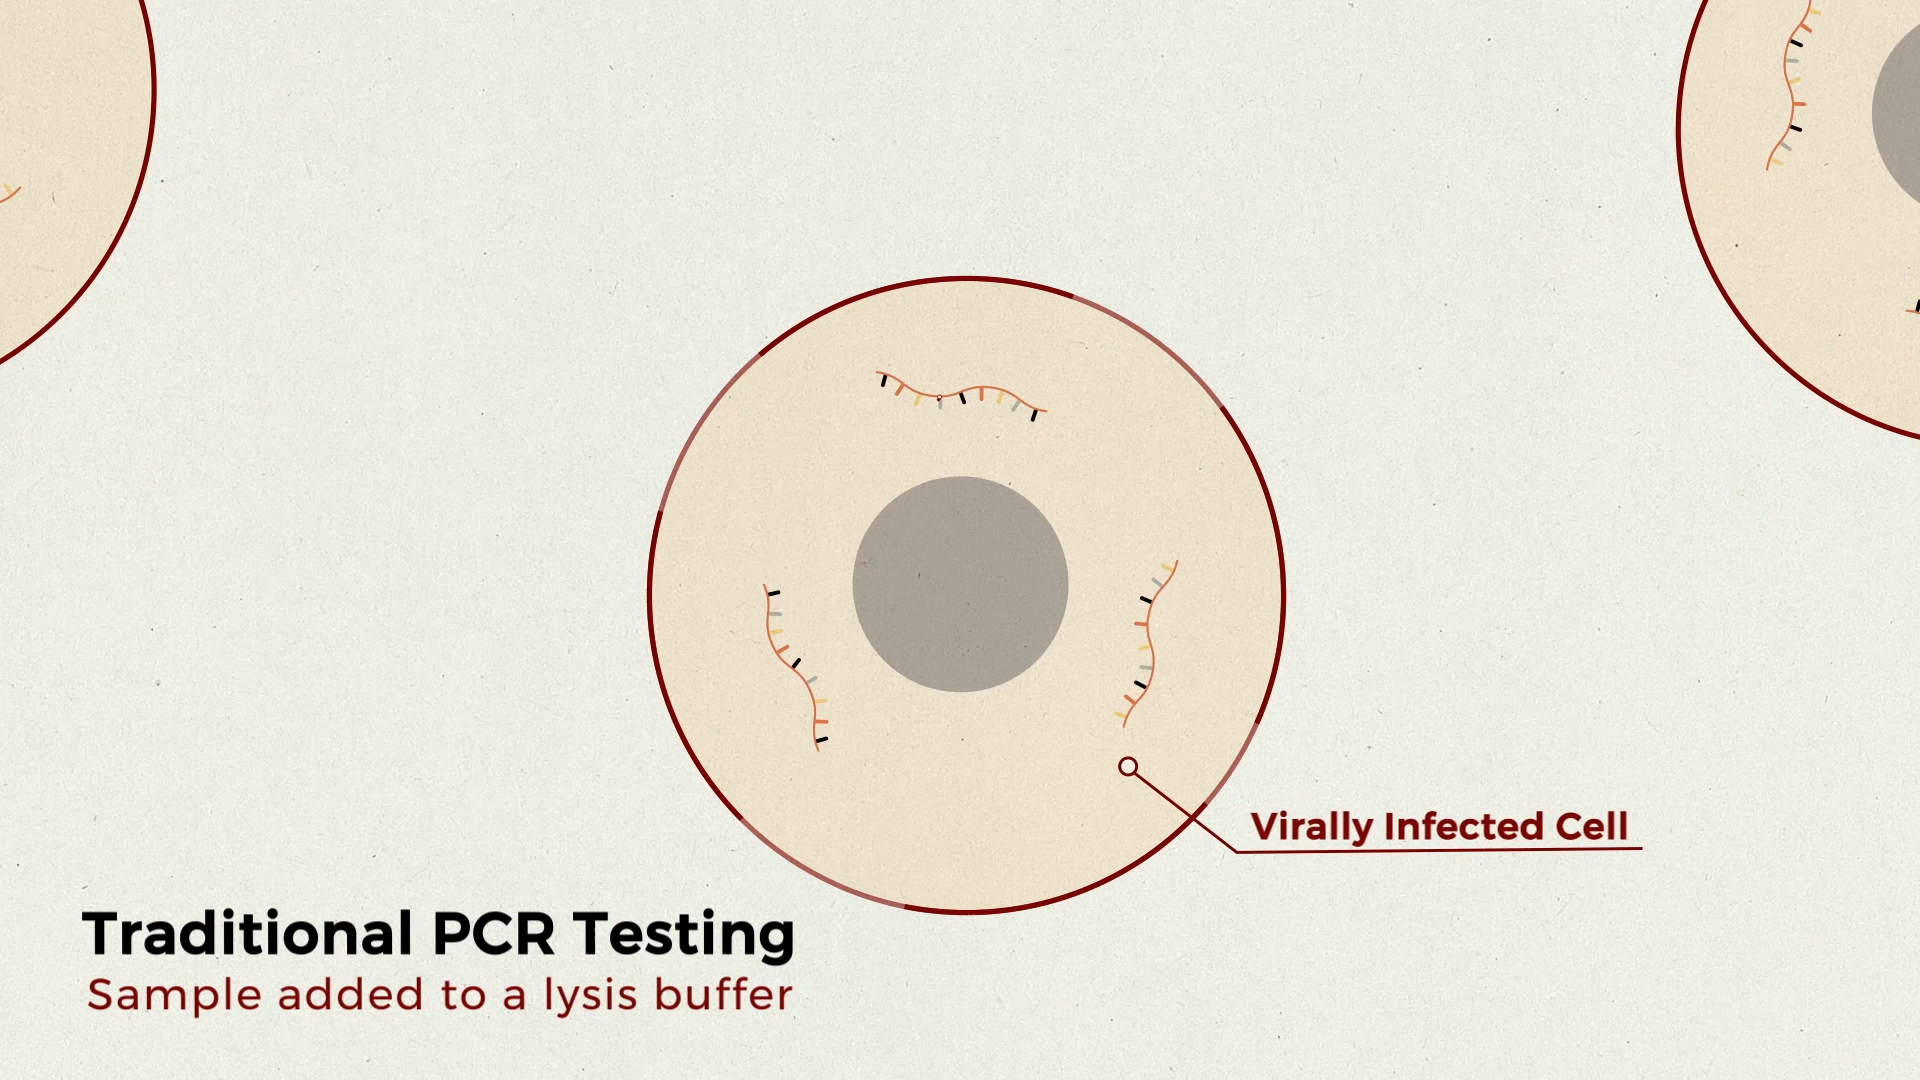 Virally Infected Cell
Traditional PCR Testing
Sample added to a lysis buffer